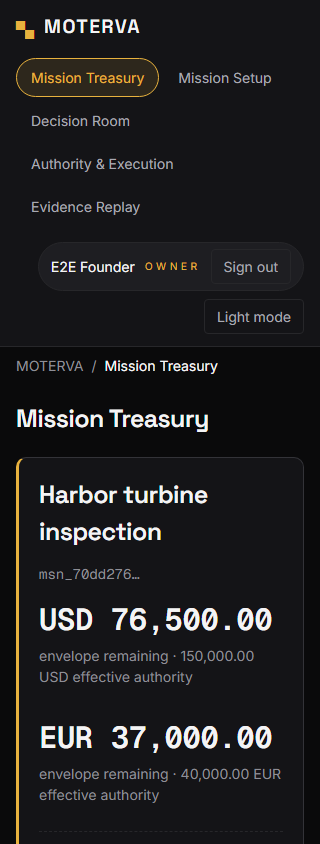 MOTERVA
Mission Treasury
Mission Setup
Decision Room
Authority & Execution
Evidence Replay
E2E Founder OWNER Sign out
Light mode
MOTERVA / Mission Treasury
Mission Treasury
Harbor turbine
inspection
msn_70dd276…
USD 76,500.00
envelope remaining · 150,000.00
USD effective authority
EUR 37,000.00
envelope remaining · 40,000.00 EUR
effective authority